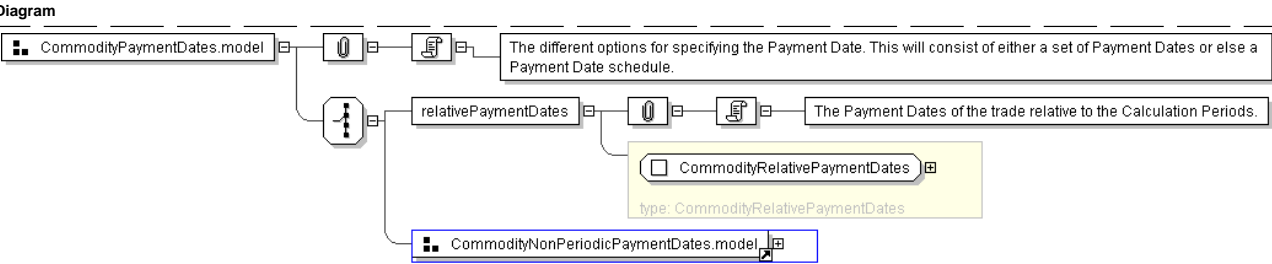 Diagram
CommodityPaymentDates.model
The different options for specifying the Payment Date. This will consist of either a set of Payment Dates or else a
Payment Date schedule.
relativePaymentDates
The Payment Dates of the trade relative to the Calculation Periods.
CommodityRelativePaymentDates
type: CommodityRelativePaymentDates
CommodityNonPeriodicPaymentDates.model